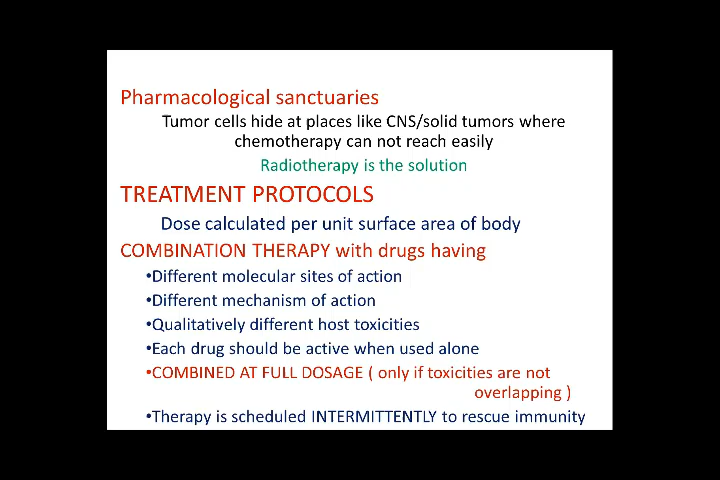 Pharmacological sanctuaries
Tumor cells hide at places like CNS/solid tumors where
chemotherapy can not reach easily
Radiotherapy is the solution
TREATMENT PROTOCOLS
Dose calculated per unit surface area of body
COMBINATION THERAPY with drugs having
•Different molecular sites of action
•Different mechanism of action
•Qualitatively different host toxicities
•Each drug should be active when used alone
•COMBINED AT FULL DOSAGE ( only if toxicities are not
overlapping )
•Therapy is scheduled INTERMITTENTLY to rescue immunity